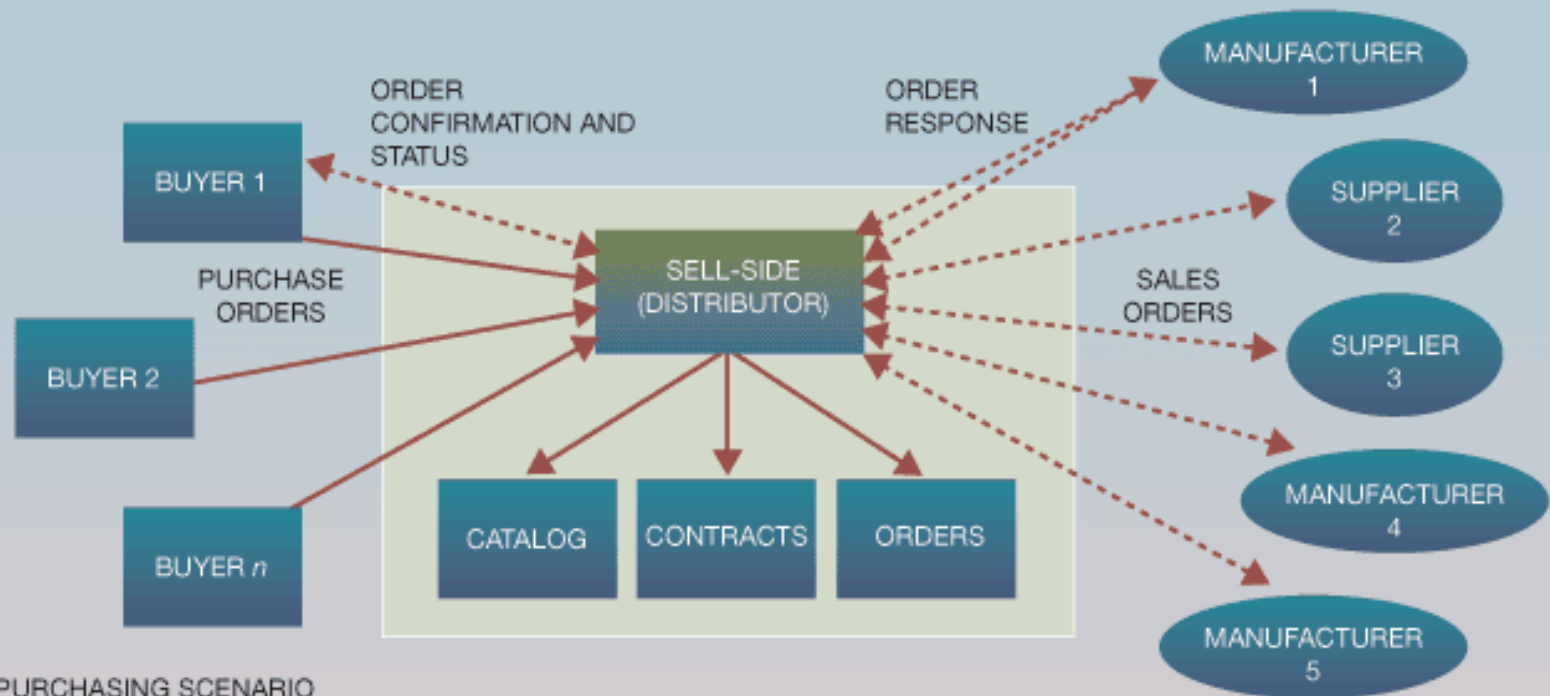 ORDER
CONFIRMATION AND
STATUS
ORDER
RESPONSE
MANUFACTURER
1
BUYER 1
SUPPLIER
2
SELL-SIDE
(DISTRIBUTOR)
PURCHASE
ORDERS
SALES
ORDERS
BUYER 2
SUPPLIER
3
CATALOG
CONTRACTS
ORDERS
MANUFACTURER
4
BUYER n
MANUFACTURER
5
PURCHASING SCENARIO